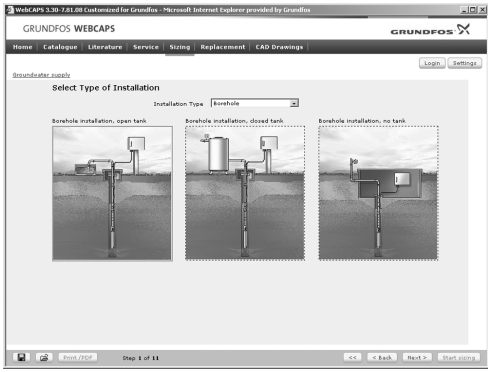 WebCAPS 3.30-7.81.08 Customized for Grundfos - Microsoft Internet Explorer provided by Grundfos
GRUNDFOS WEBCAPS
GRUNDFOS
Home Catalogue Literature Service Sizing Replacement CAD Drawings
Login Settings
Groundwater supply
Select Type of Installation
Installation Type Borehole
Borehole installation, open tank Borehole installation, closed tank Borehole installation, no tank
Print/PDF Step 1 of 11 << < Back Next > Start sizing